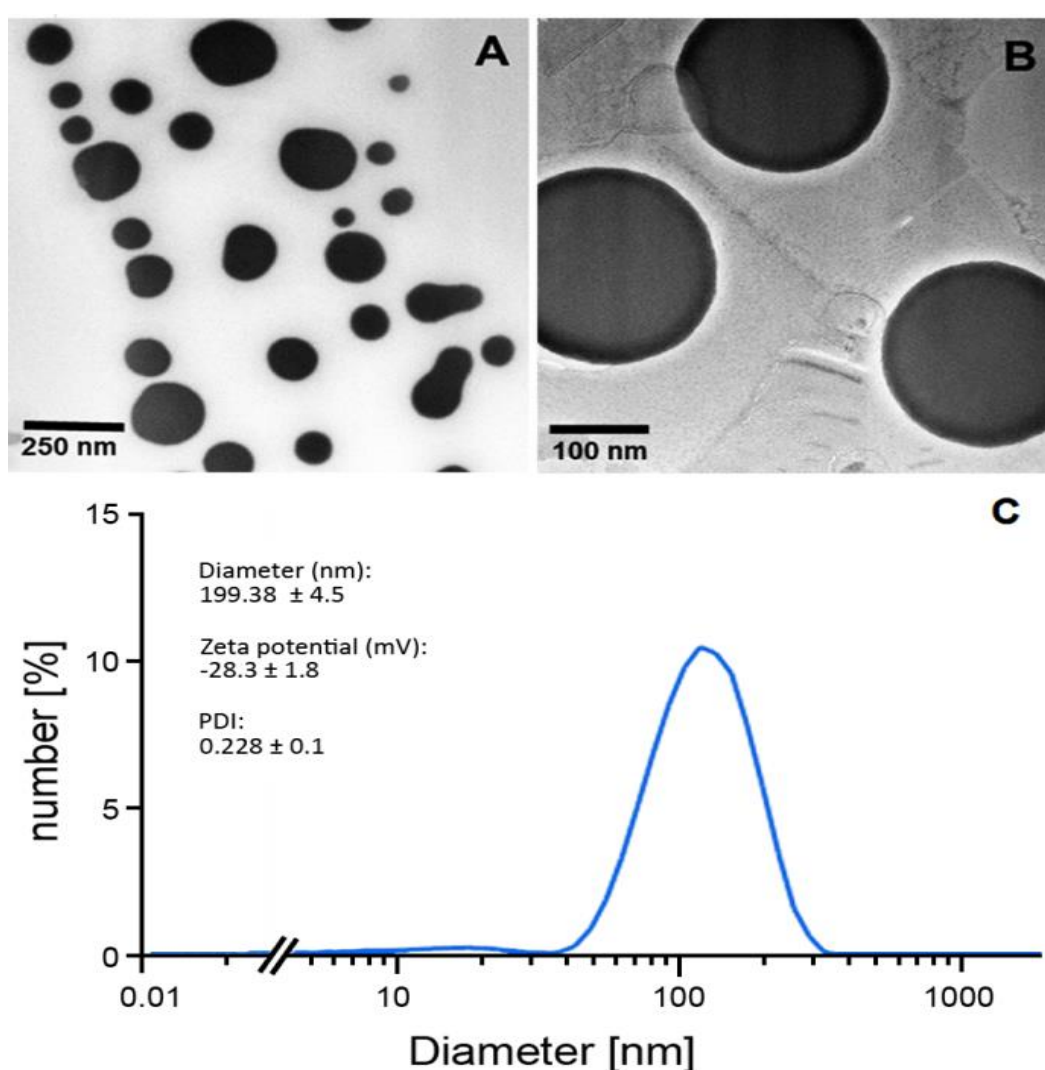 A
B
250 nm
100 nm
C
15
Diameter (nm):
199.38 ± 4.5
Zeta potential (mV):
-28.3 ± 1.8
PDI:
0.228 ± 0.1
10
5
0
number [%]
0.01 10 100 1000
Diameter [nm]